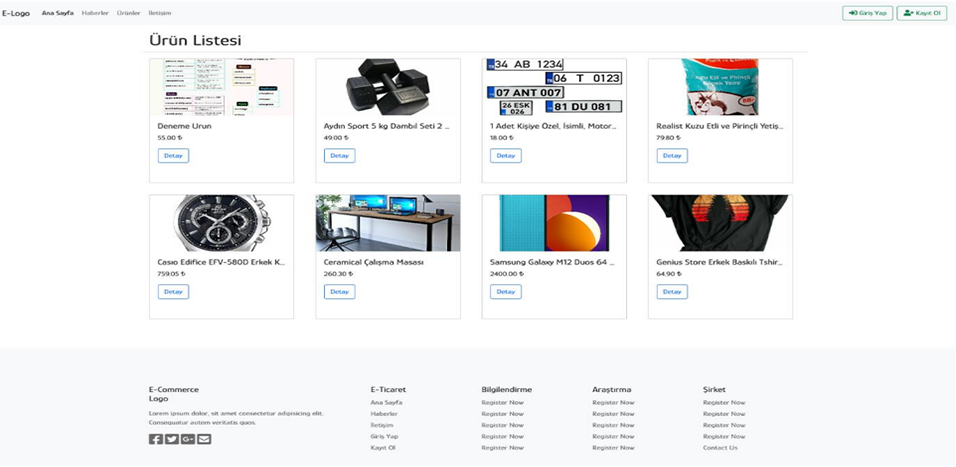 E-Logo
Ana Sayfa
Haberler
Ürünler
İletişim
Giriş Yap
Kayıt Ol
Ürün Listesi
34 AB 1234
06 T 0123
07 ANT 007
26 ESK
026
81 DU 081
Deneme Urun
55.00 ₺
Detay
Aydın Sport 5 kg Dambıl Seti 2 ...
49.00 ₺
Detay
1 Adet Kişiye Özel, İsimli, Motor...
18.00 ₺
Detay
Realist Kuzu Etli ve Pirinçli Yetiş...
79.80 ₺
Detay
Casio Edifice EFV-580D Erkek K...
759.05 ₺
Detay
Ceramical Çalışma Masası
260.30 ₺
Detay
Samsung Galaxy M12 Duos 64 ...
2400.00 ₺
Detay
Genius Store Erkek Baskılı Tshir...
64.90 ₺
Detay
E-Commerce
Logo
Lorem ipsum dolor, sit amet consectetur adipisicing elit.
Consequatur autem veritatis quos.
E-Ticaret
Ana Sayfa
Haberler
İletişim
Giriş Yap
Kayıt Ol
Bilgilendirme
Register Now
Register Now
Register Now
Register Now
Register Now
Araştırma
Register Now
Register Now
Register Now
Register Now
Register Now
Şirket
Register Now
Register Now
Register Now
Register Now
Contact Us